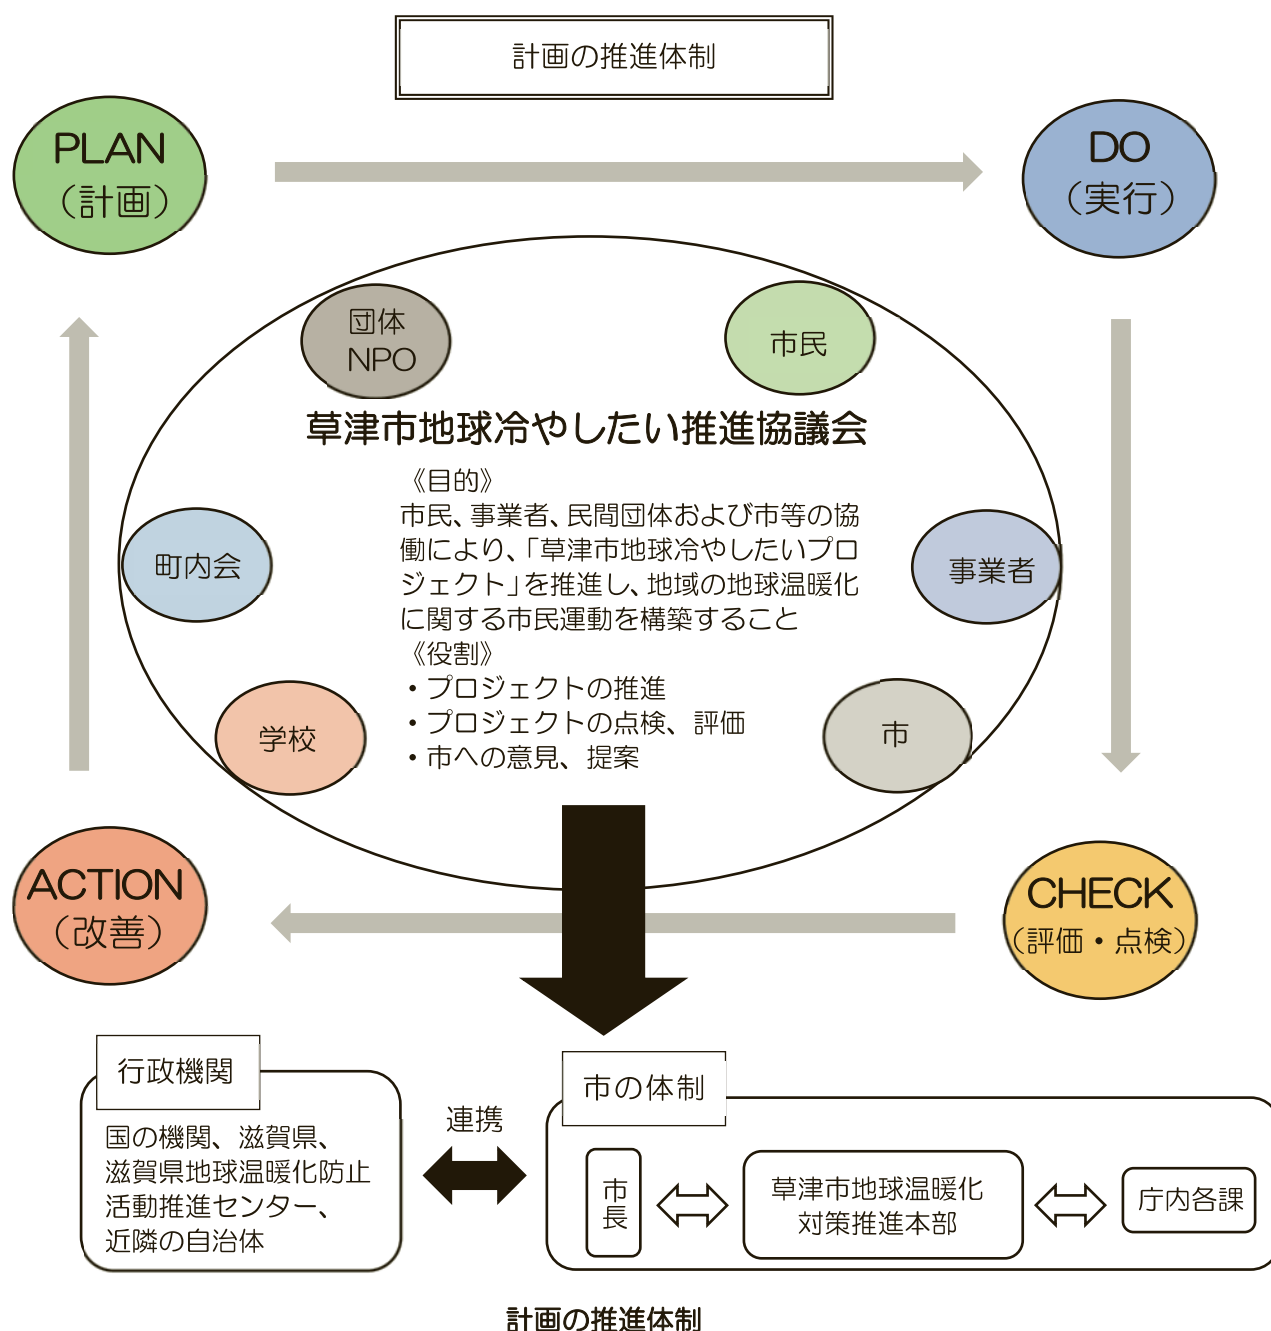 計画の推進体制
PLAN
（計画）
DO
（実行）
団体
NPO
市民
草津市地球冷やしたい推進協議会
《目的》
市民、事業者、民間団体および市等の協
働により、「草津市地球冷やしたいプロ
ジェクト」を推進し、地域の地球温暖化
に関する市民運動を構築すること
《役割》
・プロジェクトの推進
・プロジェクトの点検、評価
・市への意見、提案
町内会
事業者
学校
市
ACTION
（改善）
CHECK
（評価・点検）
行政機関
国の機関、滋賀県、
滋賀県地球温暖化防止
活動推進センター、
近隣の自治体
連携
市の体制
市長
草津市地球温暖化
対策推進本部
庁内各課
計画の推進体制